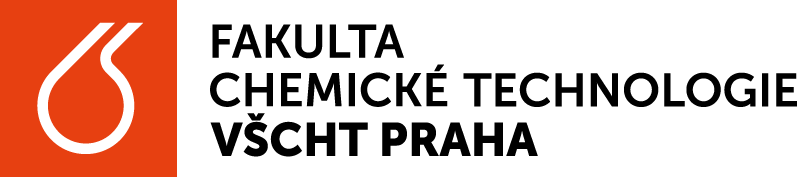 FAKULTA
CHEMICKÉ TECHNOLOGIE
VŠCHT PRAHA